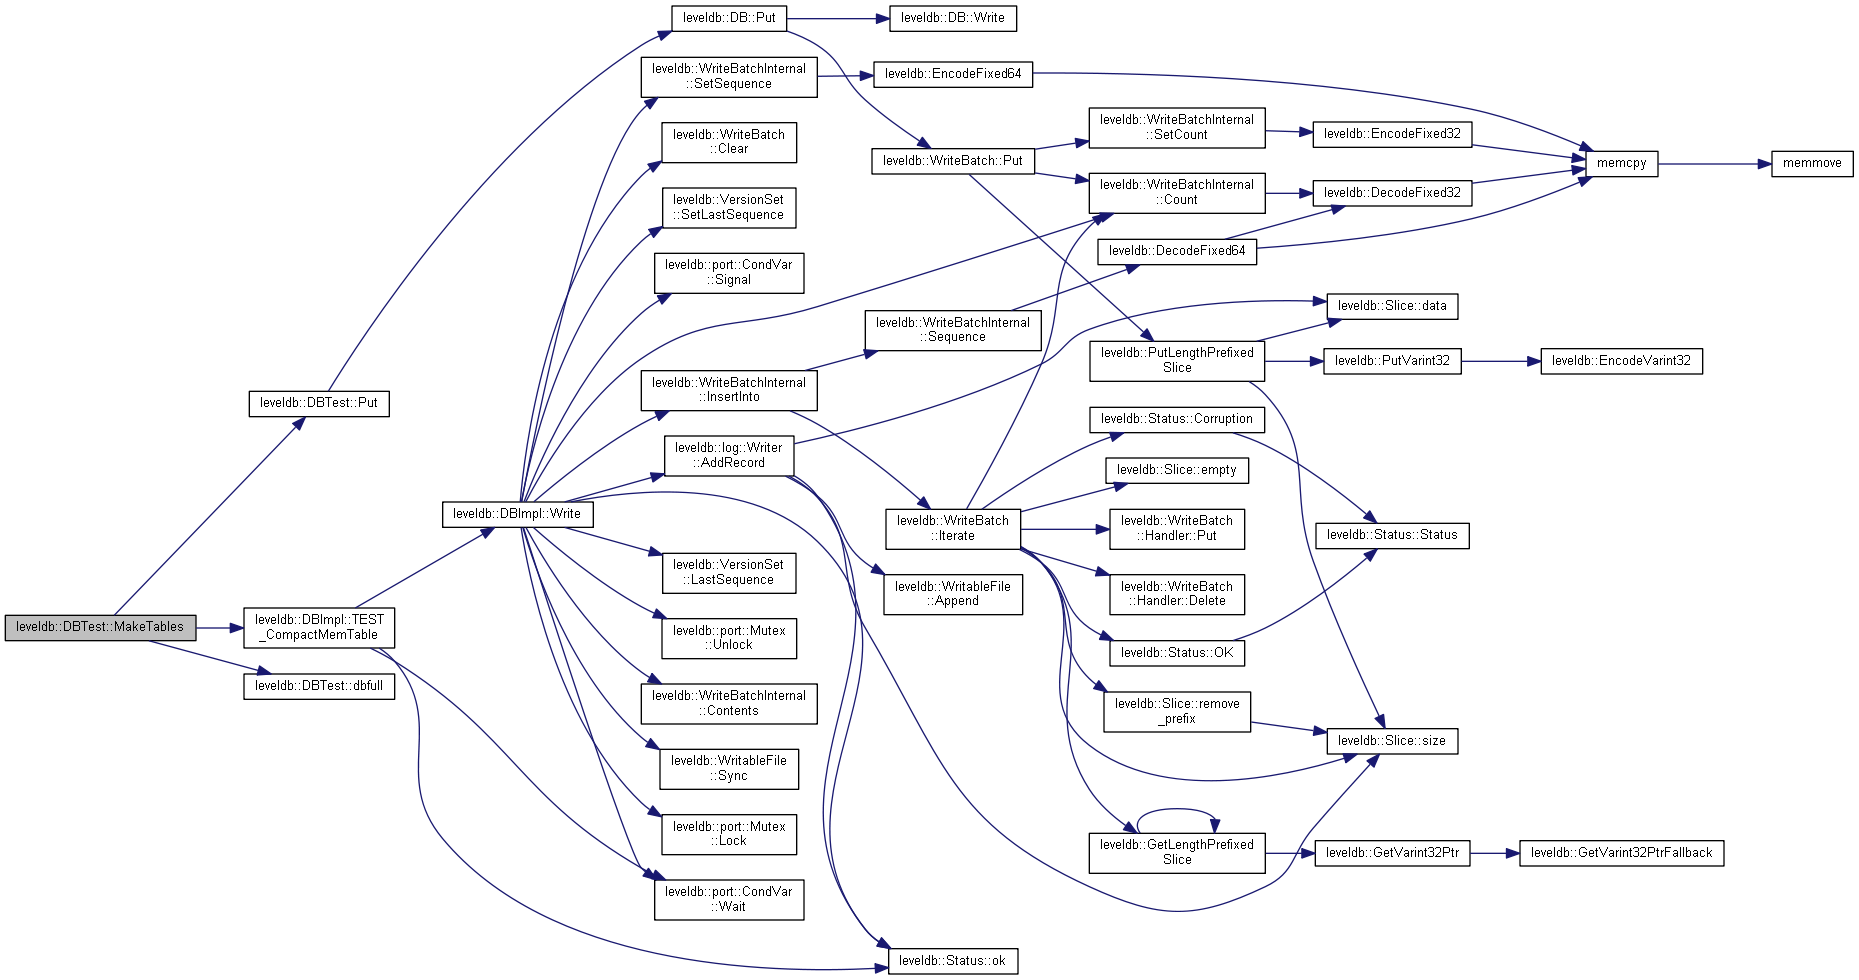 leveldb::DB::Put
leveldb::DB::Write
leveldb::WriteBatchInternal
::SetSequence
leveldb::EncodeFixed64
leveldb::WriteBatch
::Clear
leveldb::WriteBatchInternal
::SetCount
leveldb::EncodeFixed32
leveldb::WriteBatch::Put
memcpy
memmove
leveldb::VersionSet
::SetLastSequence
leveldb::WriteBatchInternal
::Count
leveldb::DecodeFixed32
leveldb::DecodeFixed64
leveldb::port::CondVar
::Signal
leveldb::Slice::data
leveldb::WriteBatchInternal
::Sequence
leveldb::PutLengthPrefixed
Slice
leveldb::PutVarint32
leveldb::EncodeVarint32
leveldb::WriteBatchInternal
::InsertInto
leveldb::DBTest::Put
leveldb::Status::Corruption
leveldb::log::Writer
::AddRecord
leveldb::Slice::empty
leveldb::DBImpl::Write
leveldb::WriteBatch
::Iterate
leveldb::WriteBatch
::Handler::Put
leveldb::Status::Status
leveldb::VersionSet
::LastSequence
leveldb::WritableFile
::Append
leveldb::WriteBatch
::Handler::Delete
leveldb::DBTest::MakeTables
leveldb::DBImpl::TEST
_CompactMemTable
leveldb::port::Mutex
::Unlock
leveldb::Status::OK
leveldb::DBTest::dbfull
leveldb::WriteBatchInternal
::Contents
leveldb::Slice::remove
_prefix
leveldb::Slice::size
leveldb::WritableFile
::Sync
leveldb::port::Mutex
::Lock
leveldb::GetLengthPrefixed
Slice
leveldb::GetVarint32Ptr
leveldb::GetVarint32PtrFallback
leveldb::port::CondVar
::Wait
leveldb::Status::ok